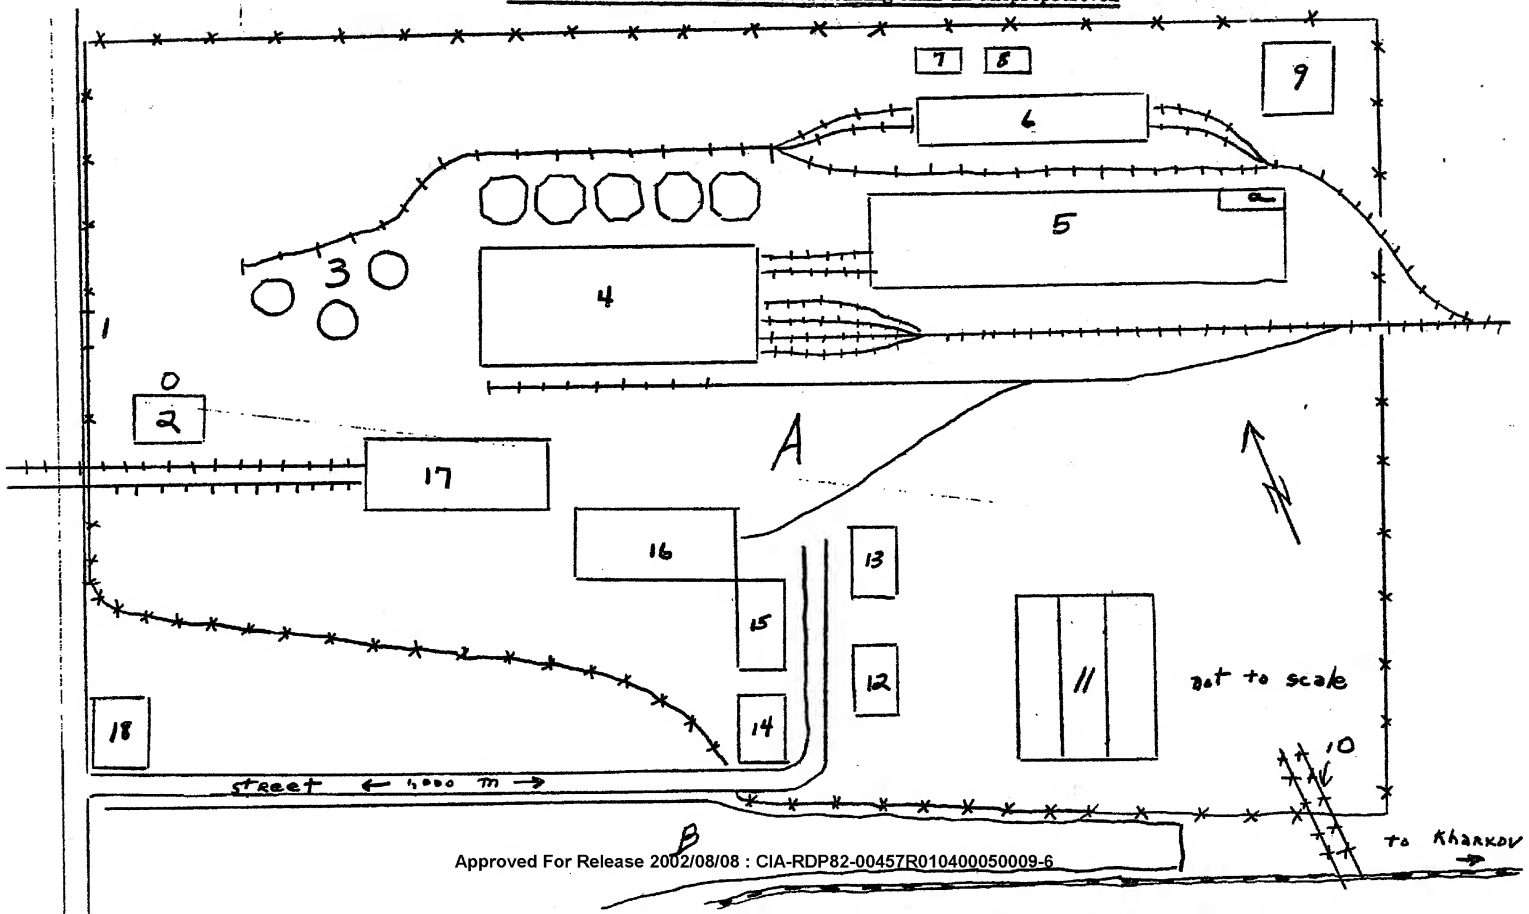 7
8
9
6
a
5
3
4
1
2
A
17
16
13
15
12
11
not to scale
14
18
10
street ← 1,000 m →
B
to Kharkov
Approved For Release 2002/08/08 : CIA-RDP82-00457R010400050009-6